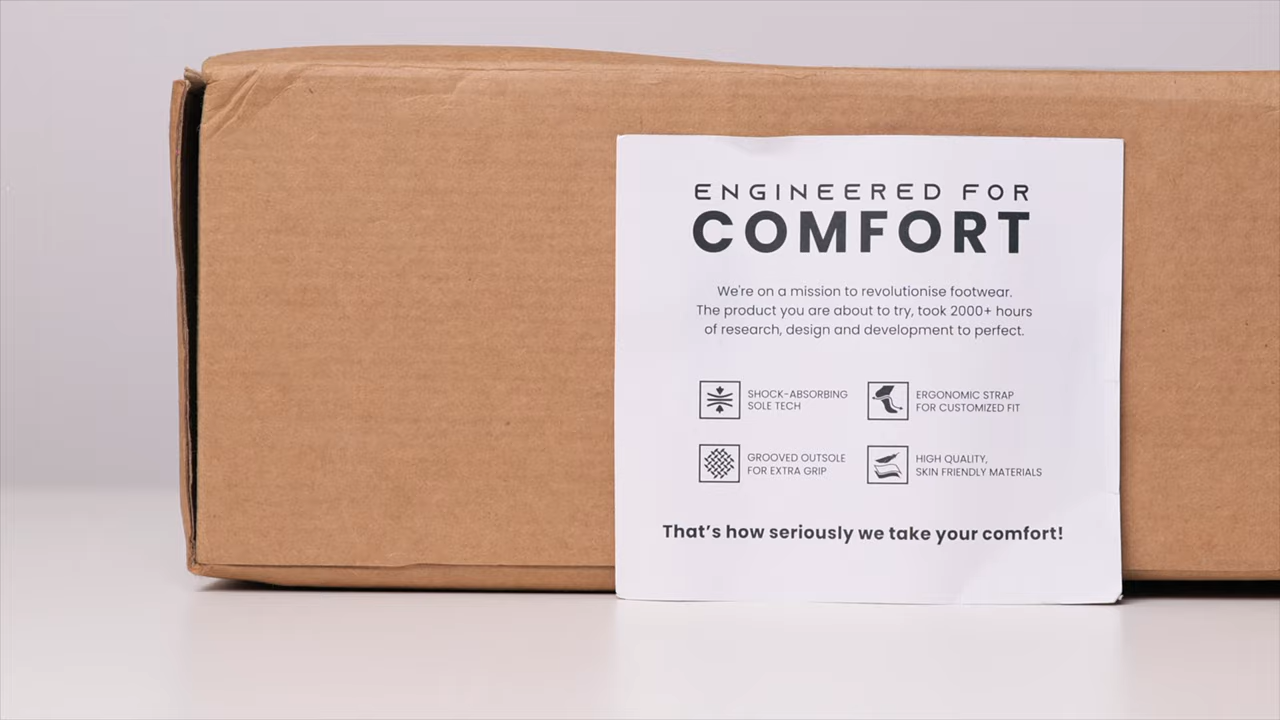 ENGINEERED FOR
COMFORT
We're on a mission to revolutionise footwear.
The product you are about to try, took 2000+ hours
of research, design and development to perfect.
SHOCK-ABSORBING
SOLE TECH
ERGONOMIC STRAP
FOR CUSTOMIZED FIT
GROOVED OUTSOLE
FOR EXTRA GRIP
HIGH QUALITY,
SKIN FRIENDLY MATERIALS
That's how seriously we take your comfort!